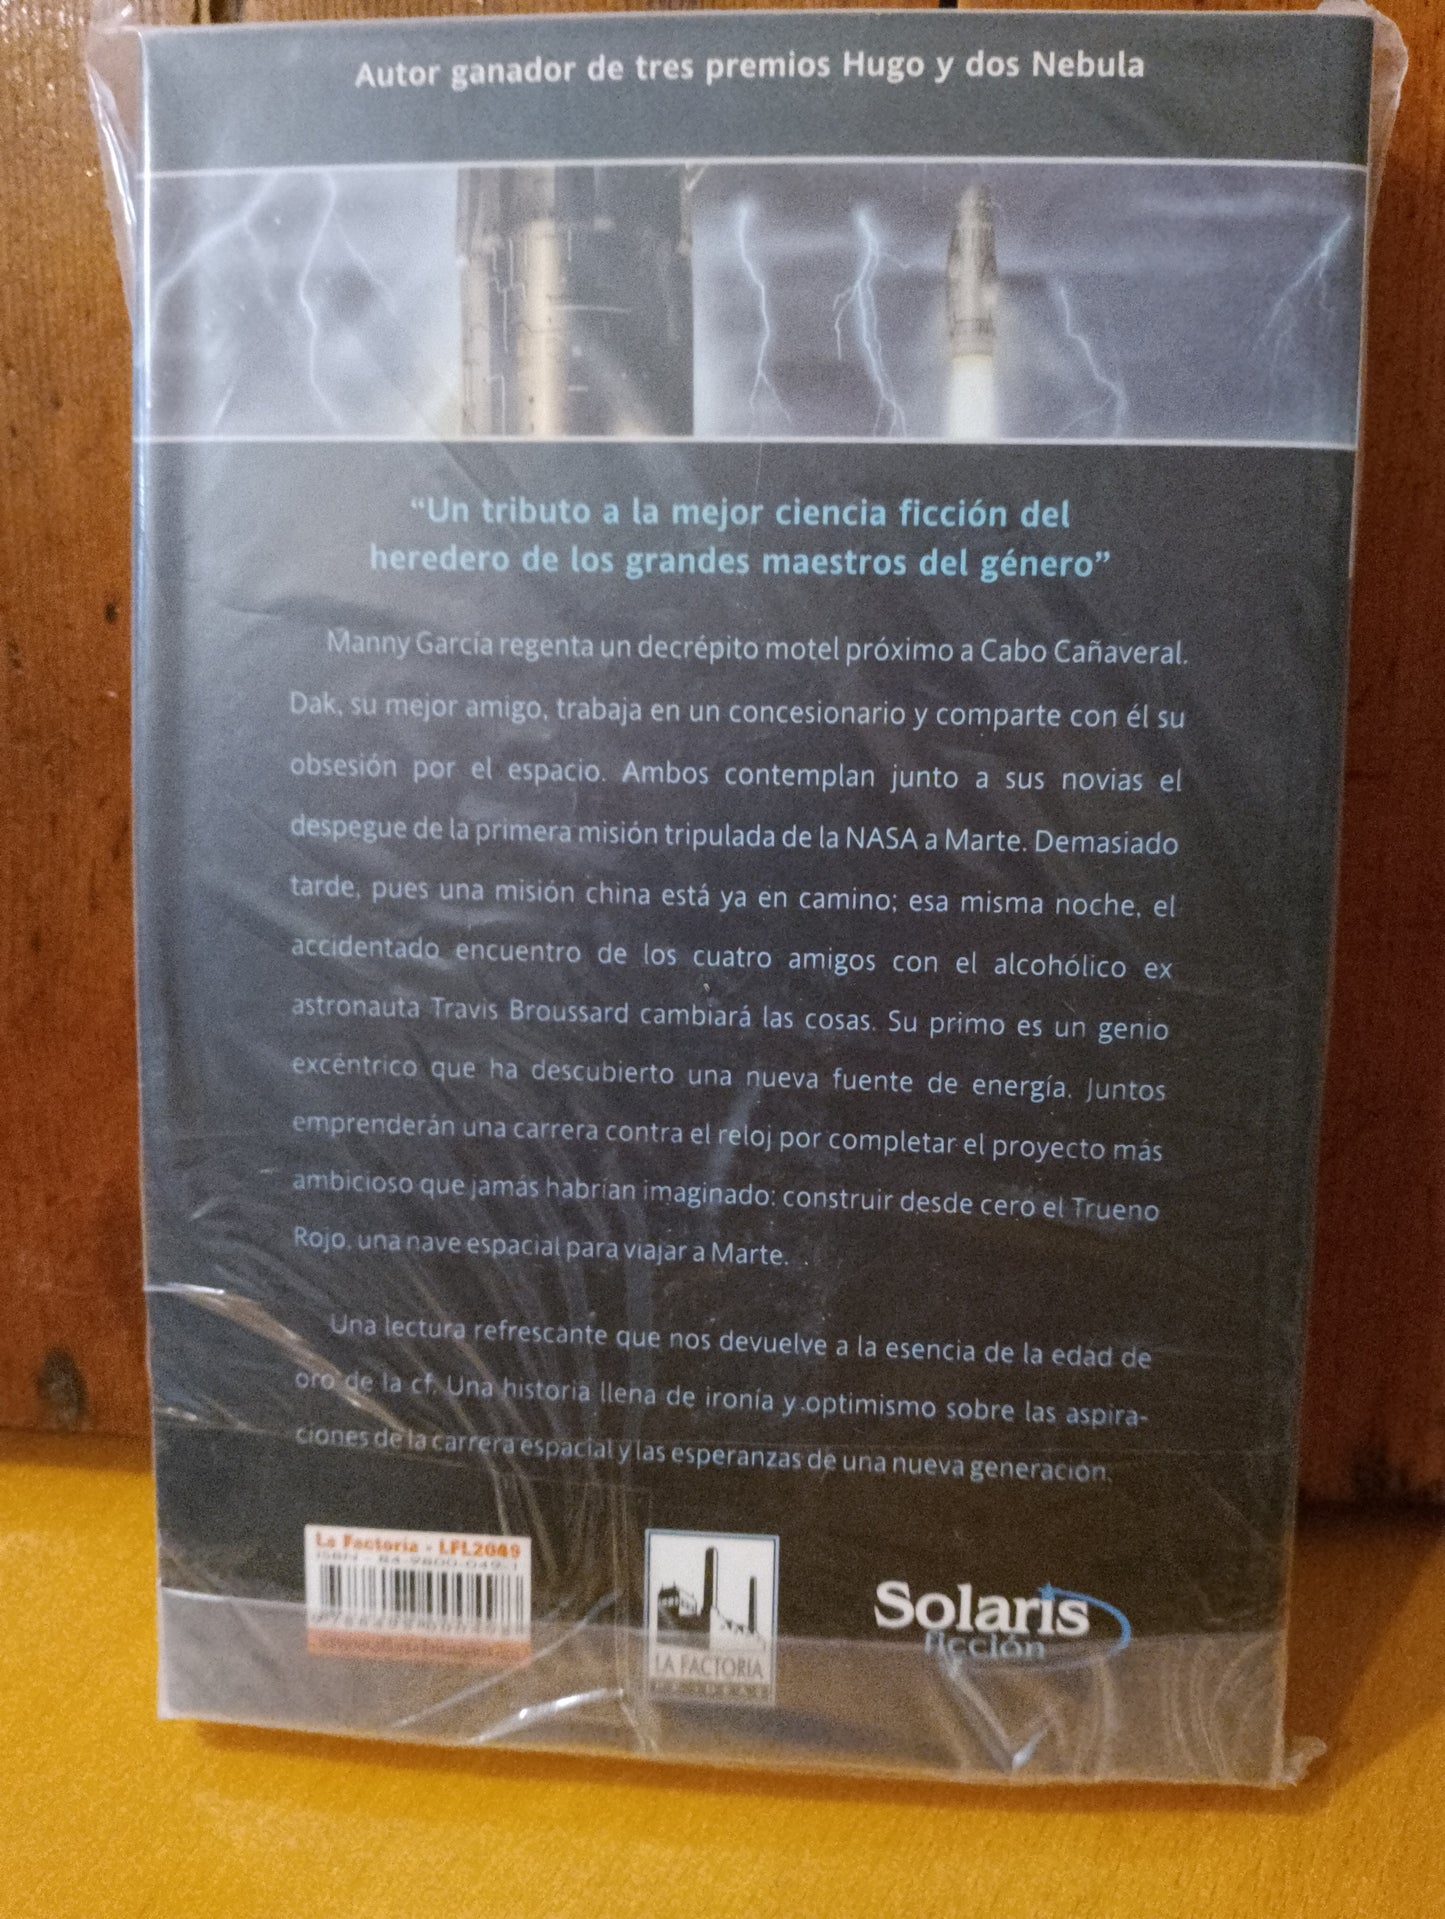 Autor ganador de tres premios Hugo y dos Nebula
“Un tributo a la mejor ciencia ficción del
heredero de los grandes maestros del género”
Manny García regenta un decrépito motel próximo a Cabo Cañaveral.
Dak, su mejor amigo, trabaja en un concesionario y comparte con él su
obsesión por el espacio. Ambos contemplan junto a sus novias el
despegue de la primera misión tripulada de la NASA a Marte. Demasiado
tarde, pues una misión china está ya en camino; esa misma noche, el
accidentado encuentro de los cuatro amigos con el alcohólico ex
astronauta Travis Broussard cambiará las cosas. Su primo es un genio
excéntrico que ha descubierto una nueva fuente de energía. Juntos
emprenderán una carrera contra el reloj por completar el proyecto más
ambicioso que jamás habrían imaginado: construir desde cero el Trueno
Rojo, una nave espacial para viajar a Marte. . .
Una lectura refrescante que nos devuelve a la esencia de la edad de
oro de la cf. Una historia llena de ironía y optimismo sobre las aspira-
ciones de la carrera espacial y las esperanzas de una nueva generación.
La Factoria - LFL2049
ISBN - 84-9800-049-1
LA FACTORIA
Solaris
ficción